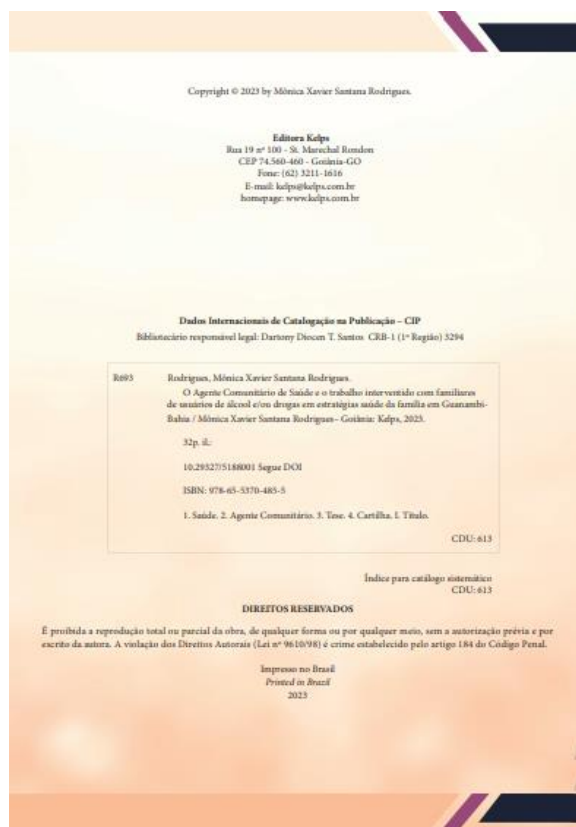 Copyright © 2023 by Mônica Xavier Santana Rodrigues.
Editora Kelps
Rua 19 nº 100 - St. Marechal Rondon
CEP 74.560-460 - Goiânia-GO
Fone: (62) 3211-1616
E-mail: kelps@kelps.com.br
homepage: www.kelps.com.br
Dados Internacionais de Catalogação na Publicação – CIP
Bibliotecário responsável legal: Dartony Diocen T. Santos CRB-1 (1ª Região) 3294
R693 Rodrigues, Mônica Xavier Santana Rodrigues.
O Agente Comunitário de Saúde e o trabalho interventido com familiares
de usuários de álcool e/ou drogas em estratégias saúde da família em Guanambi-
Bahia / Mônica Xavier Santana Rodrigues– Goiânia: Kelps, 2023.
32p. il.:
10.29327/5188001 Segue DOI
ISBN: 978-65-5370-485-5
1. Saúde. 2. Agente Comunitário. 3. Tese. 4. Cartilha. I. Título.
CDU: 613
Índice para catálogo sistemático
CDU: 613
DIREITOS RESERVADOS
É proibida a reprodução total ou parcial da obra, de qualquer forma ou por qualquer meio, sem a autorização prévia e por
escrito da autora. A violação dos Direitos Autorais (Lei nº 9610/98) é crime estabelecido pelo artigo 184 do Código Penal.
Impresso no Brasil
Printed in Brazil
2023